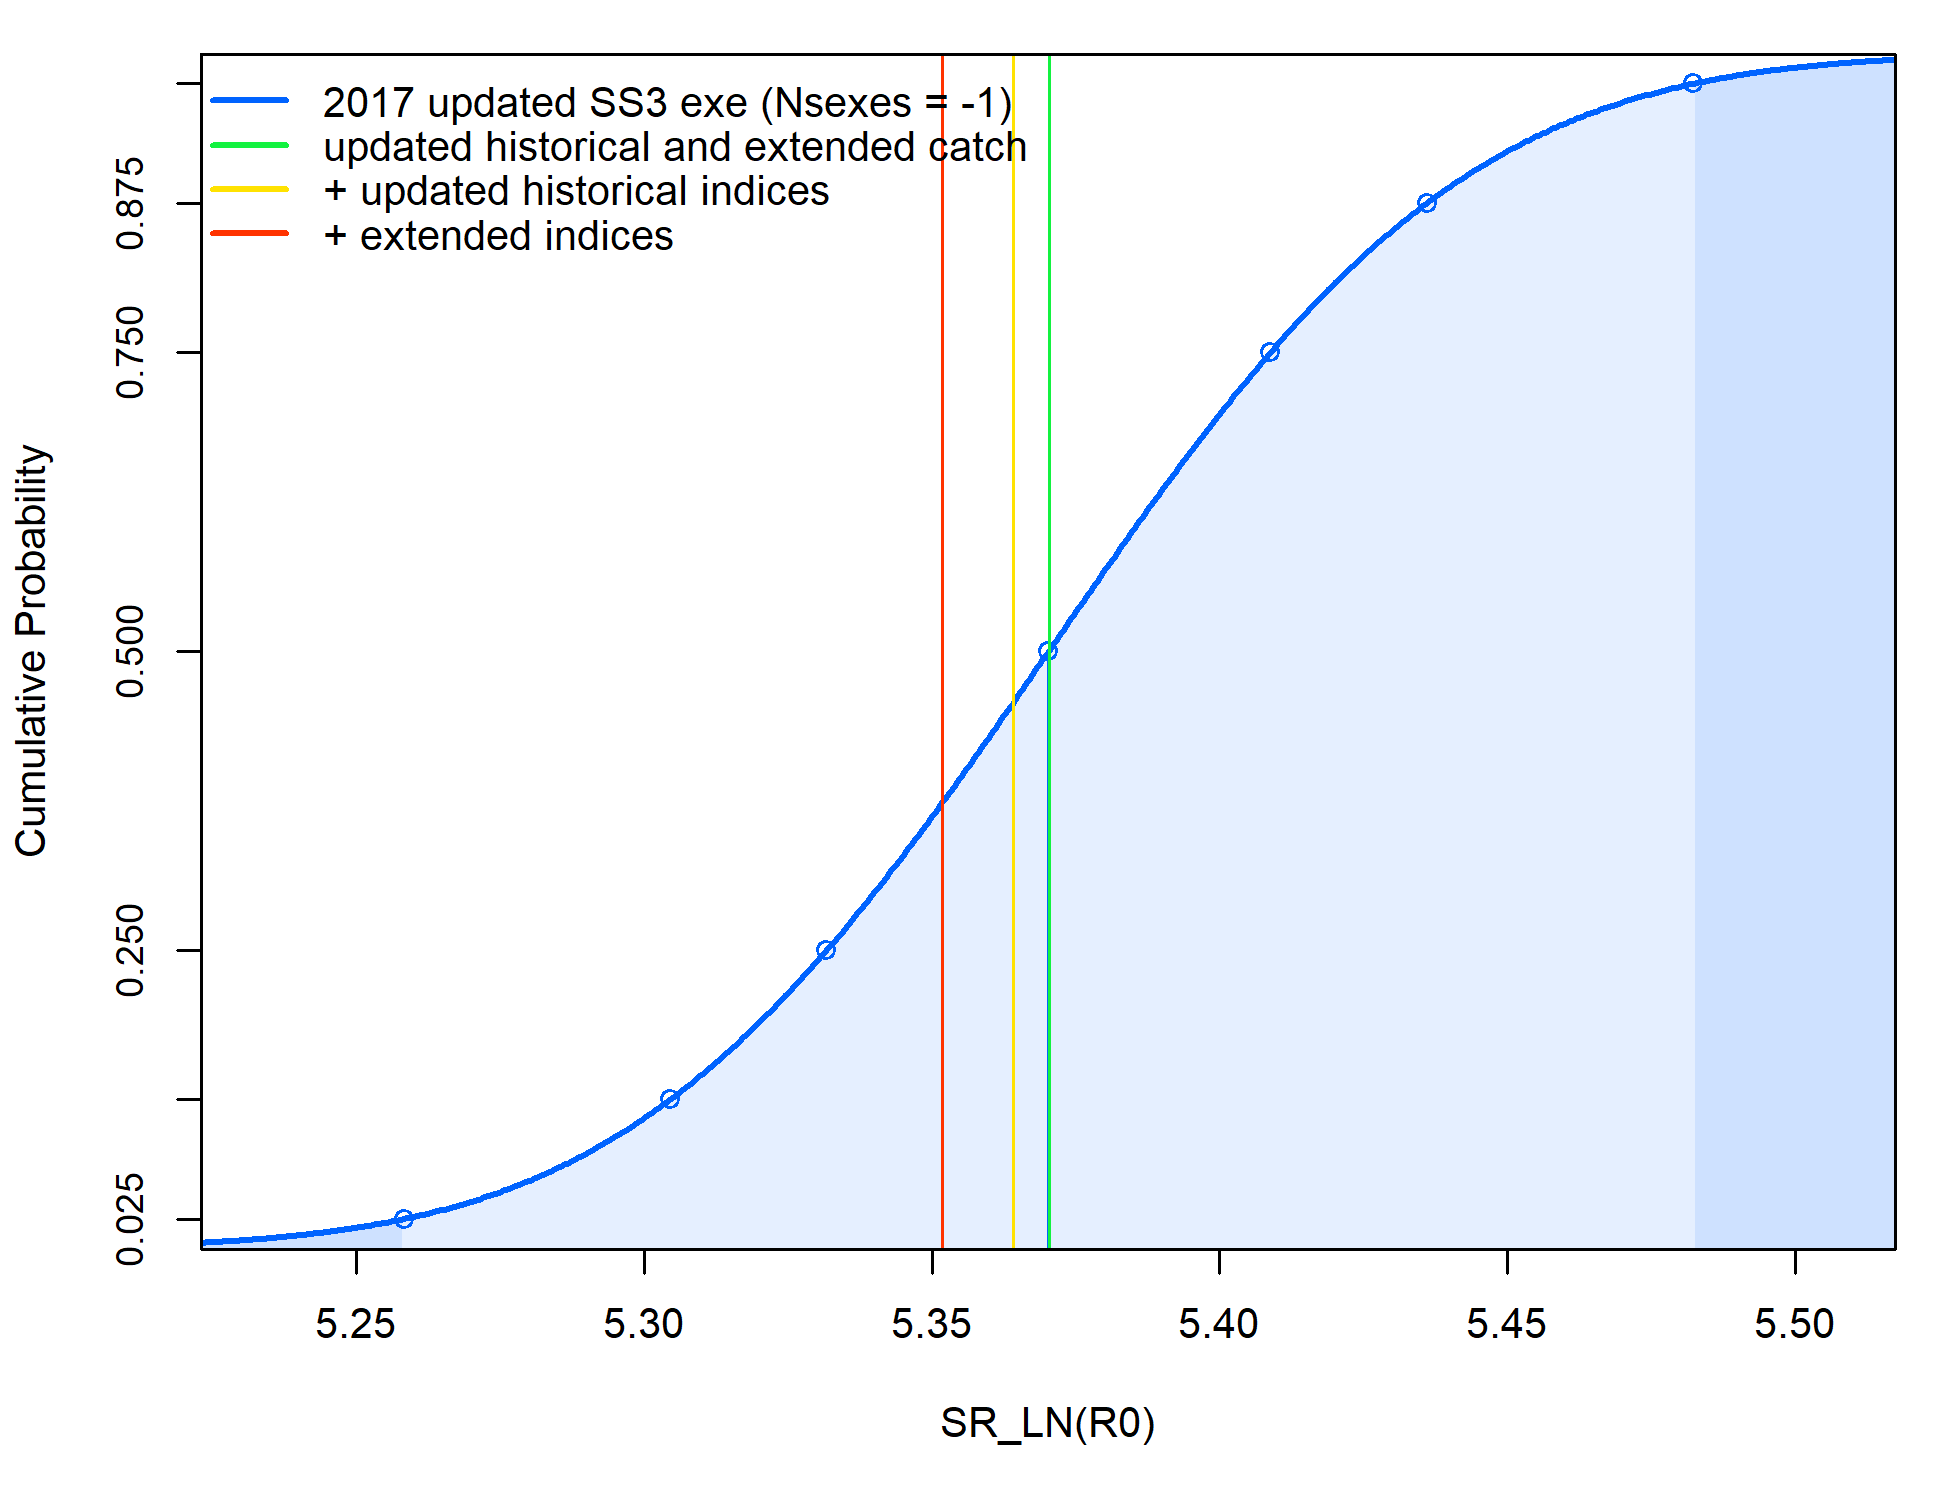 2017 updated SS3 exe (Nsexes = -1)
updated historical and extended catch
+ updated historical indices
+ extended indices
Cumulative Probability
0.875
0.750
0.500
0.250
0.025
5.25 5.30 5.35 5.40 5.45 5.50
SR_LN(R0)